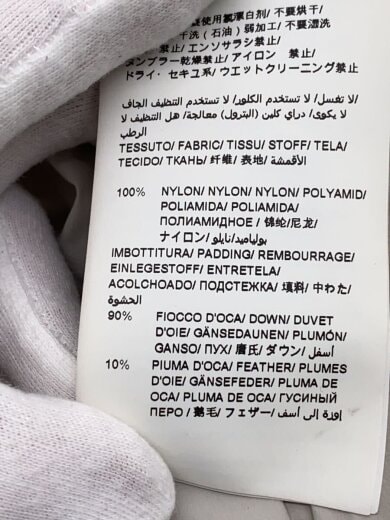 使用氯漂白剂/ 不要烘干/
干洗（石油）弱加工/ 不要湿洗
禁止/ エンソサラシ禁止/
タンブラー乾燥禁止/ アイロン 禁止/
ドライ・セキユ系/ ウエットクリーニング禁止
/لا تغسل/ لا تستخدم الكلور/ لا تستخدم التنظيف الجاف
لا يكوى/ دراي كلين (البترول) معالجة/ هل التنظيف لا
الرطب
TESSUTO/ FABRIC/ TISSU/ STOFF/ TELA/
TECIDO/ ТКАНЬ/ 纤维/ 表地/ الأقمشة
100% NYLON/ NYLON/ NYLON/ POLYAMID/
POLIAMIDA/ POLIAMIDA/
ПОЛИАМИДНОЕ / 锦纶/尼龙/
ナイロン/ بولياميد/نايلو
IMBOTTITURA/ PADDING/ REMBOURRAGE/
EINLEGESTOFF/ ENTRETELA/
ACOLCHOADO/ ПОДСТЕЖКА/ 填料/ 中わた/
الحشوة
90% FIOCCO D'OCA/ DOWN/ DUVET
D'OIE/ GÄNSEDAUNEN/ PLUMÓN/
GANSO/ ПУХ/ 鹰氏/ ダウン/ أسفل
10% PIUMA D'OCA/ FEATHER/ PLUMES
D'OIE/ GÄNSEFEDER/ PLUMA DE
OCA/ PLUMA DE OCA/ ГУСИНЫЙ
ПЕРО / 鹅毛/ フェザー/ إوزة إلى أسف